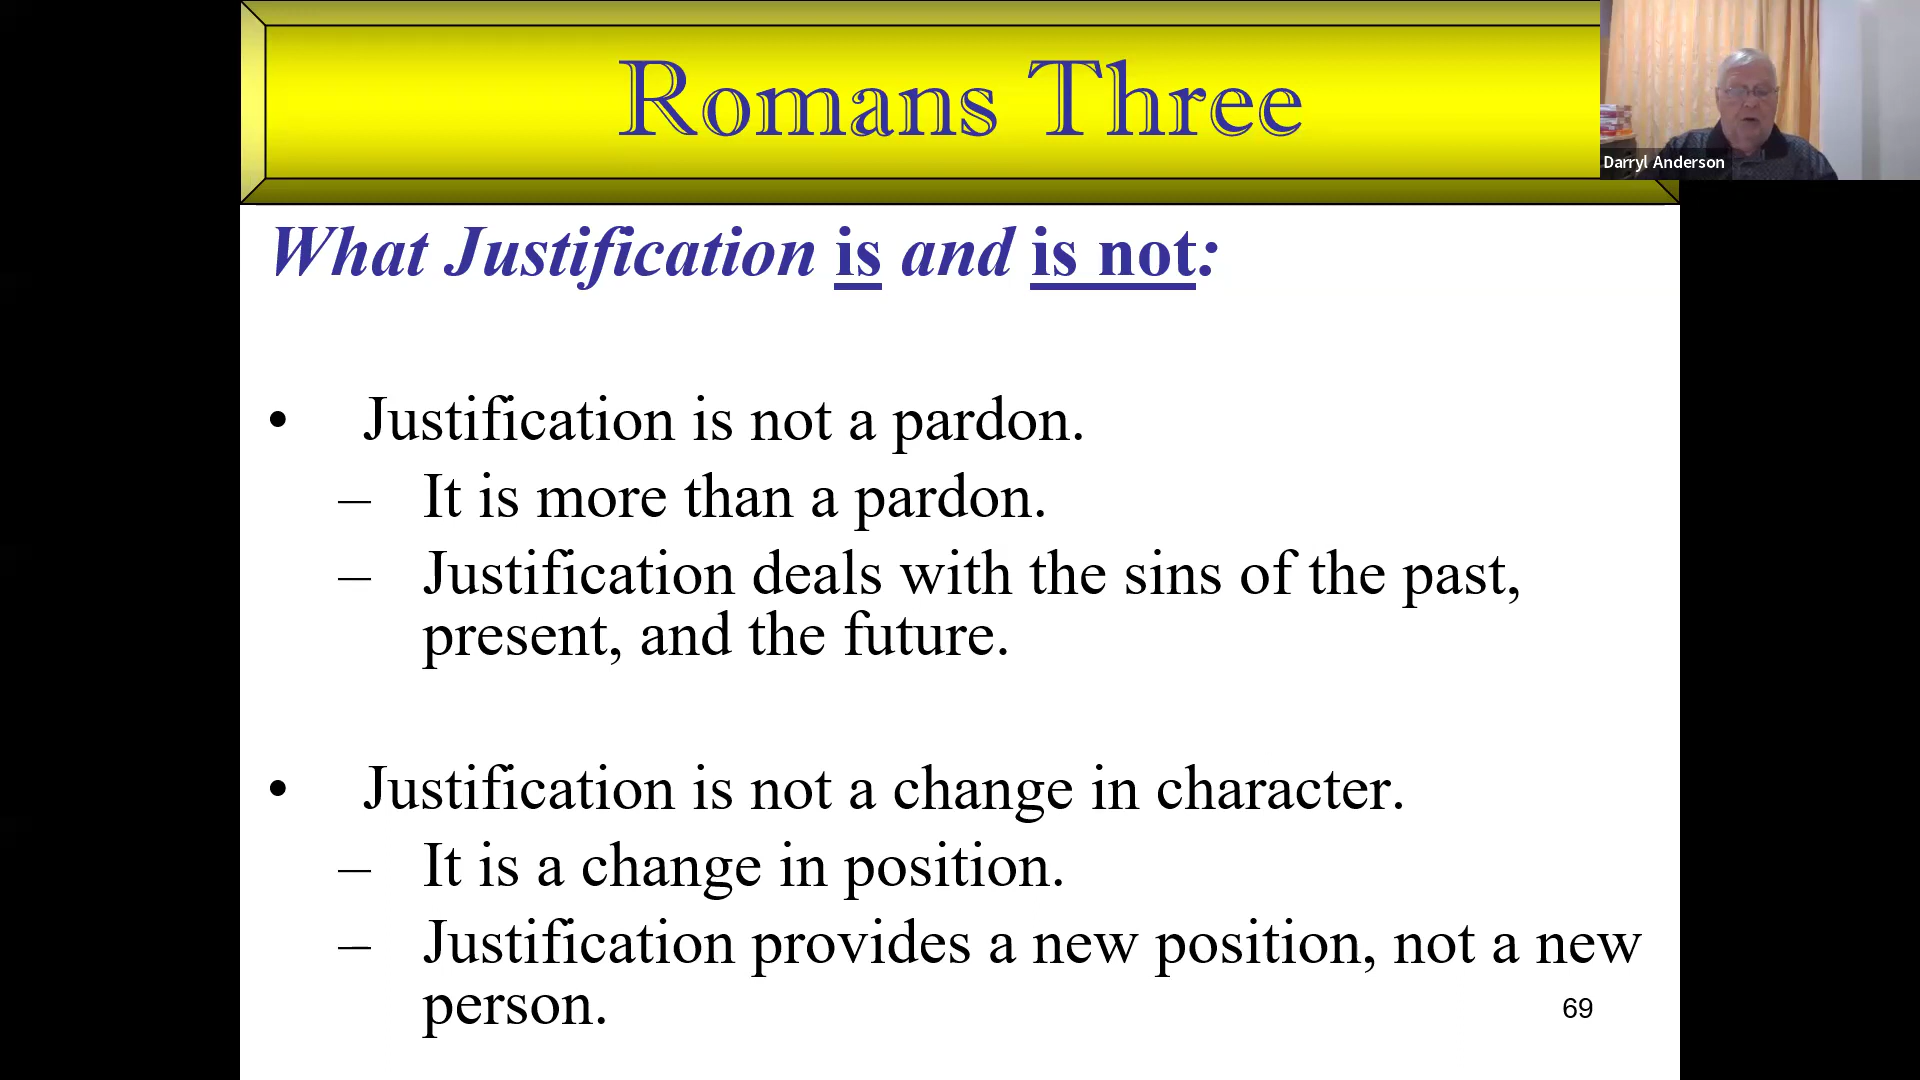 Romans Three
Darryl Anderson
What Justification is and is not:
• Justification is not a pardon.
– It is more than a pardon.
– Justification deals with the sins of the past,
present, and the future.
• Justification is not a change in character.
– It is a change in position.
– Justification provides a new position, not a new
person.
69